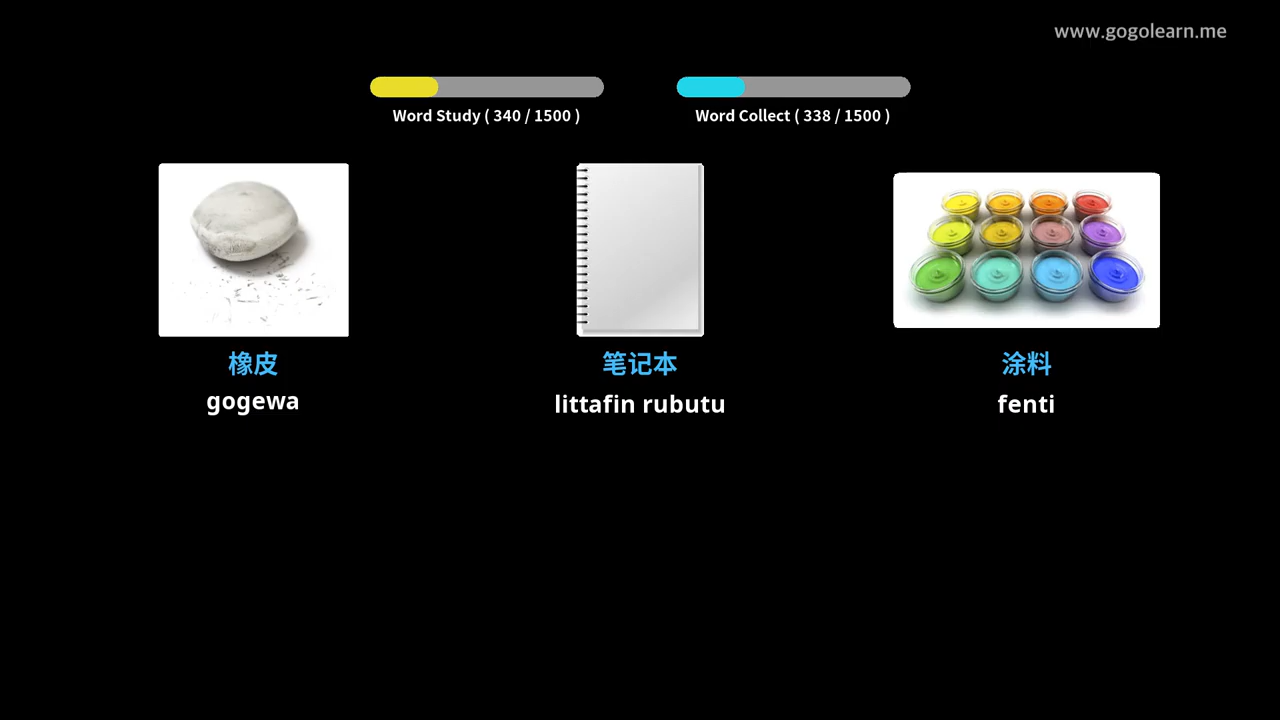 www.gogolearn.me
Word Study ( 340 / 1500 )
Word Collect ( 338 / 1500 )
橡皮
gogewa
笔记本
littafin rubutu
涂料
fenti